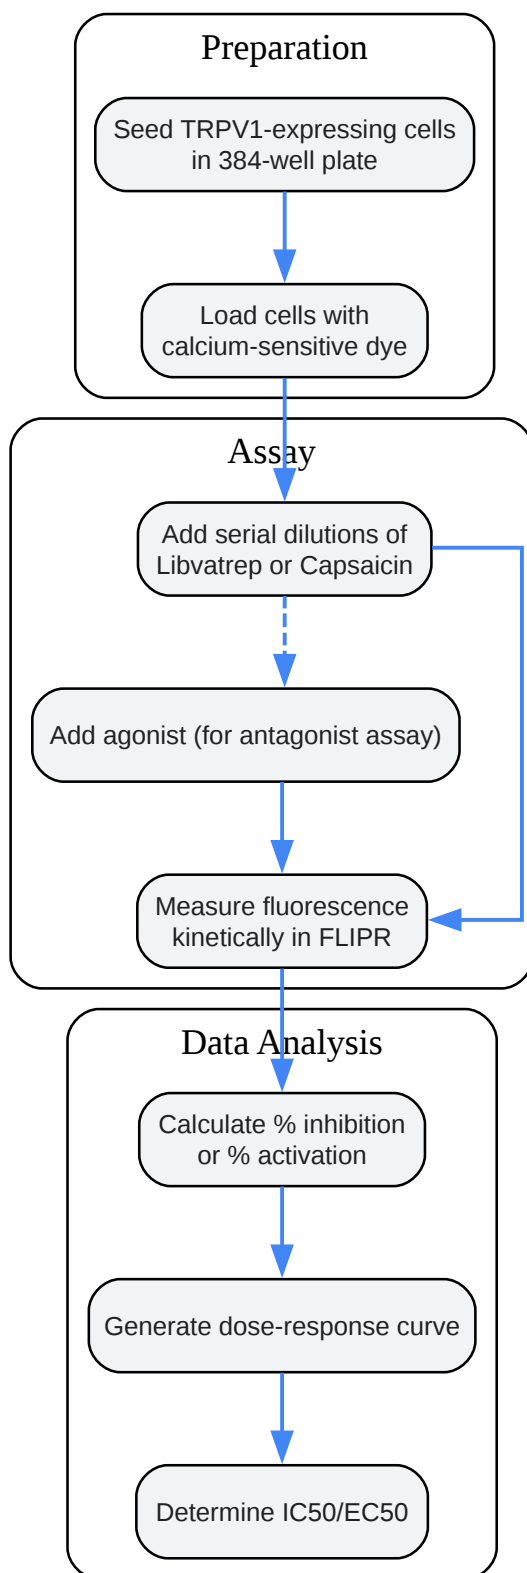 Preparation
Seed TRPV1-expressing cells
in 384-well plate
Load cells with
calcium-sensitive dye
Assay
Add serial dilutions of
Libvatrep or Capsaicin
Add agonist (for antagonist assay)
Measure fluorescence
kinetically in FLIPR
Data Analysis
Calculate % inhibition
or % activation
Generate dose-response curve
Determine IC50/EC50